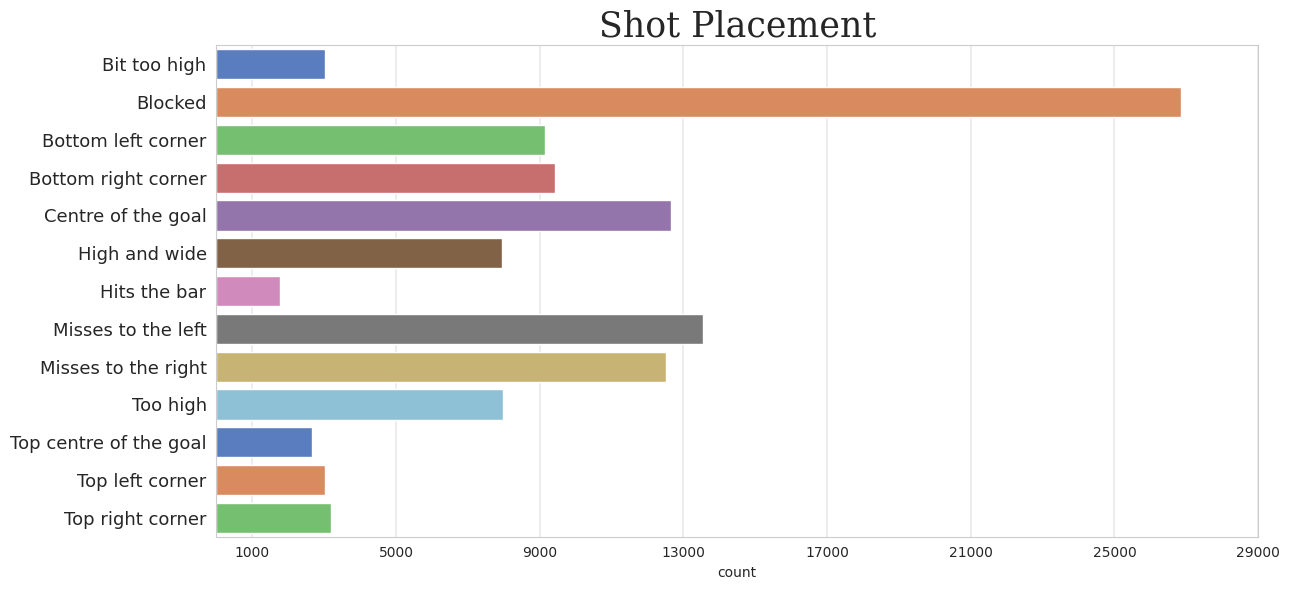 Shot Placement
Bit too high
Blocked
Bottom left corner
Bottom right corner
Centre of the goal
High and wide
Hits the bar
Misses to the left
Misses to the right
Too high
Top centre of the goal
Top left corner
Top right corner
1000 5000 9000 13000 17000 21000 25000 29000
count